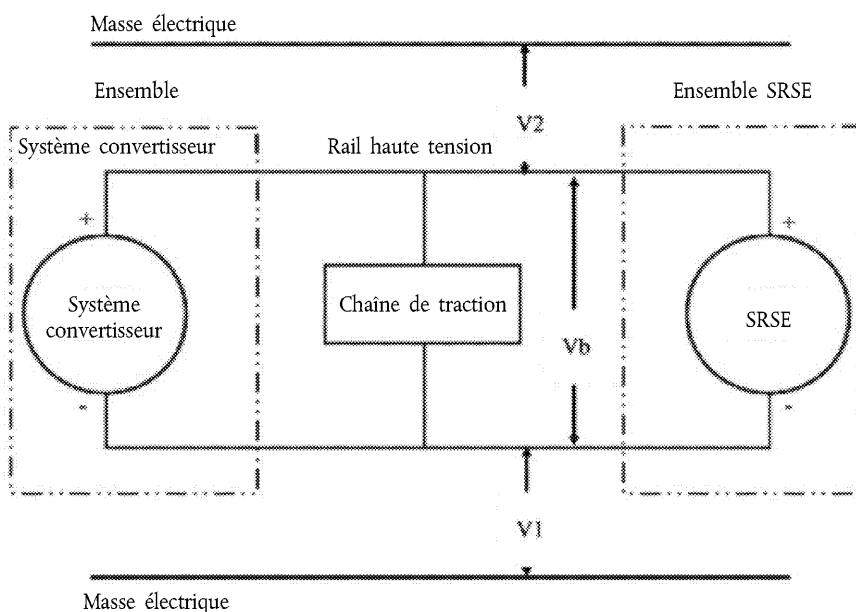 Masse électrique
Ensemble
Ensemble SRSE
V2
Système convertisseur
Rail haute tension
+
+
Système
convertisseur
Chaîne de traction
SRSE
Vb
-
-
V1
Masse électrique